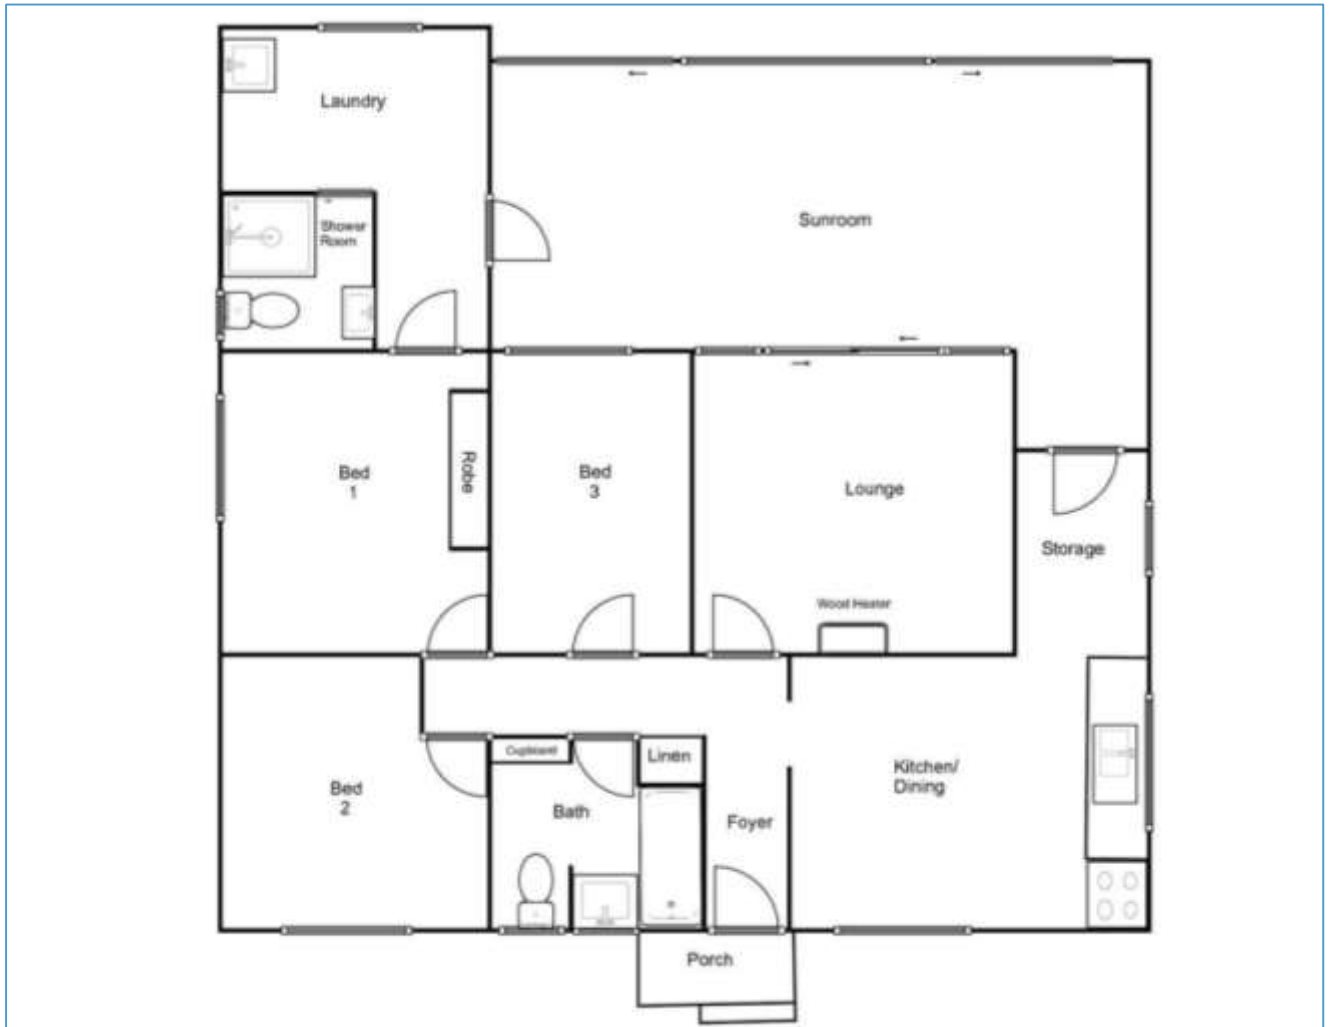 Laundry
Shower
Room
Sunroom
Bed
1
Robe
Bed
3
Lounge
Storage
Wood Heater
Cupboard
Linen
Bed
2
Bath
Foyer
Kitchen/
Dining
Porch